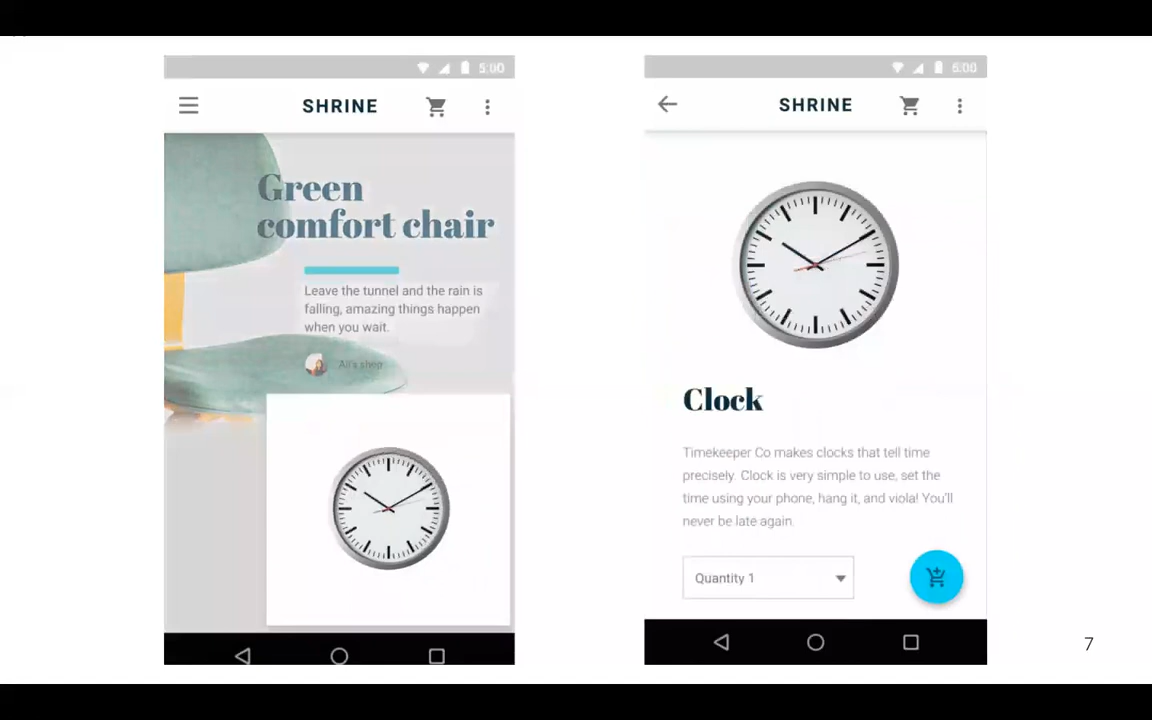 5:00
SHRINE
Green
comfort chair
Leave the tunnel and the rain is
falling, amazing things happen
when you wait.
Ali's shop
6:00
SHRINE
Clock
Timekeeper Co makes clocks that tell time
precisely. Clock is very simple to use, set the
time using your phone, hang it, and viola! You'll
never be late again.
Quantity 1
7